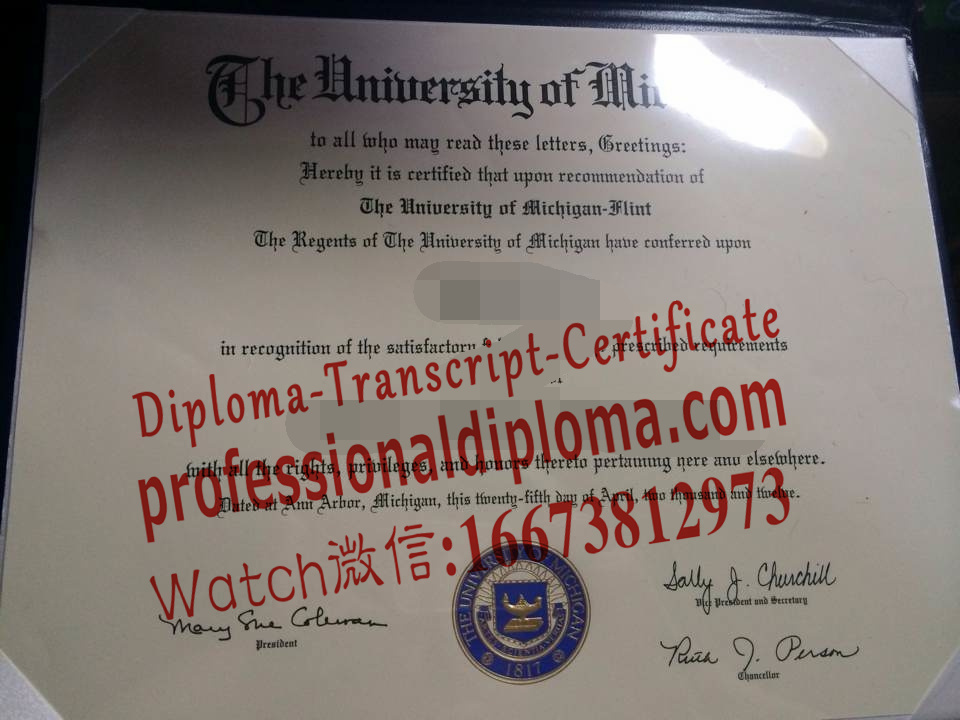 The University of Mi
to all who may read these letters, Greetings:
Hereby it is certified that upon recommendation of
The University of Michigan-Flint
The Regents of The University of Michigan have conferred upon
in recognition of the satisfactory prescribed requirements
Diploma-Transcript-Certificate
professionaldiploma.com
with all the rights, privileges, and honors thereto pertaining here and elsewhere.
Dated at Ann Arbor, Michigan, this twenty-fifth day of April, two thousand and twelve.
Watch微信:16673812973
Mary Sue Coleman
President
THE UNIVERSITY OF MICHIGAN
1817
Sally J. Churchill
Vice President and Secretary
Ruth J. Person
Chancellor